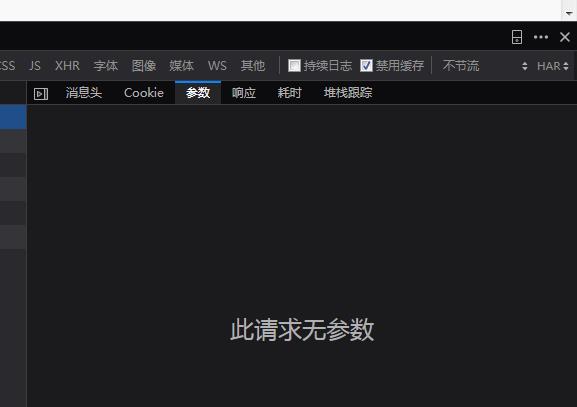 CSS JS XHR 字体 图像 媒体 WS 其他 持续日志 禁用缓存 不节流 HAR
消息头 Cookie 参数 响应 耗时 堆栈跟踪
此请求无参数